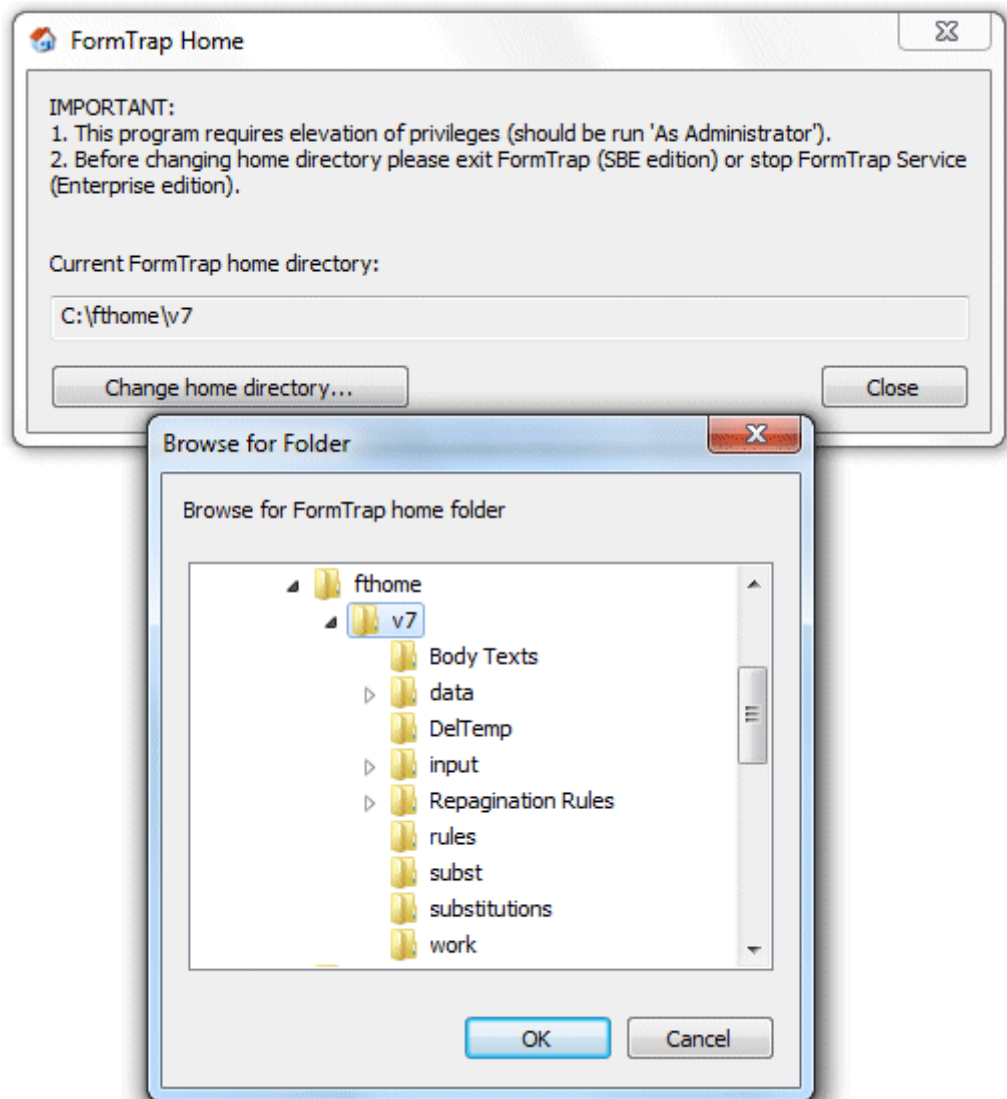 FormTrap Home
IMPORTANT:
1. This program requires elevation of privileges (should be run 'As Administrator').
2. Before changing home directory please exit FormTrap (SBE edition) or stop FormTrap Service
(Enterprise edition).
Current FormTrap home directory:
C:\fthome\v7
Change home directory...
Close
Browse for Folder
Browse for FormTrap home folder
fthome
v7
Body Texts
data
DelTemp
input
Repagination Rules
rules
subst
substitutions
work
OK
Cancel